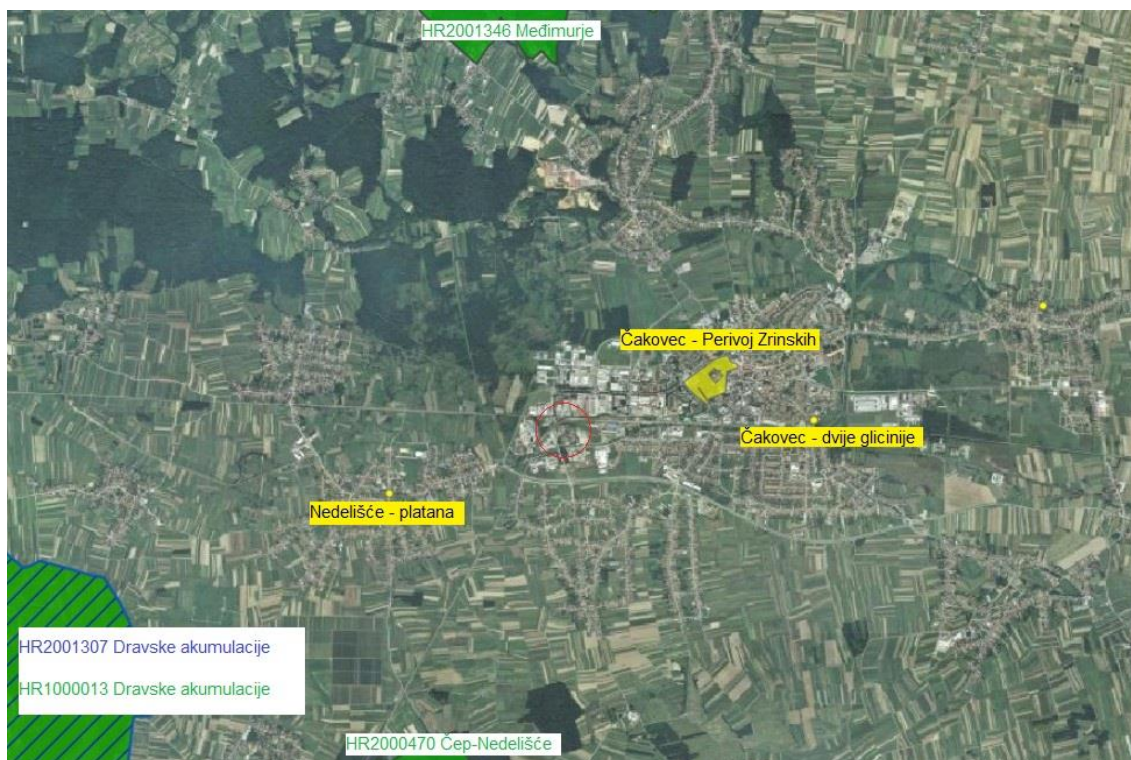 HR2001346 Međimurje
Čakovec - Perivoj Zrinskih
Čakovec - dvije glicinije
Nedelišće - platana
HR2001307 Dravske akumulacije
HR1000013 Dravske akumulacije
HR2000470 Čep-Nedelišće